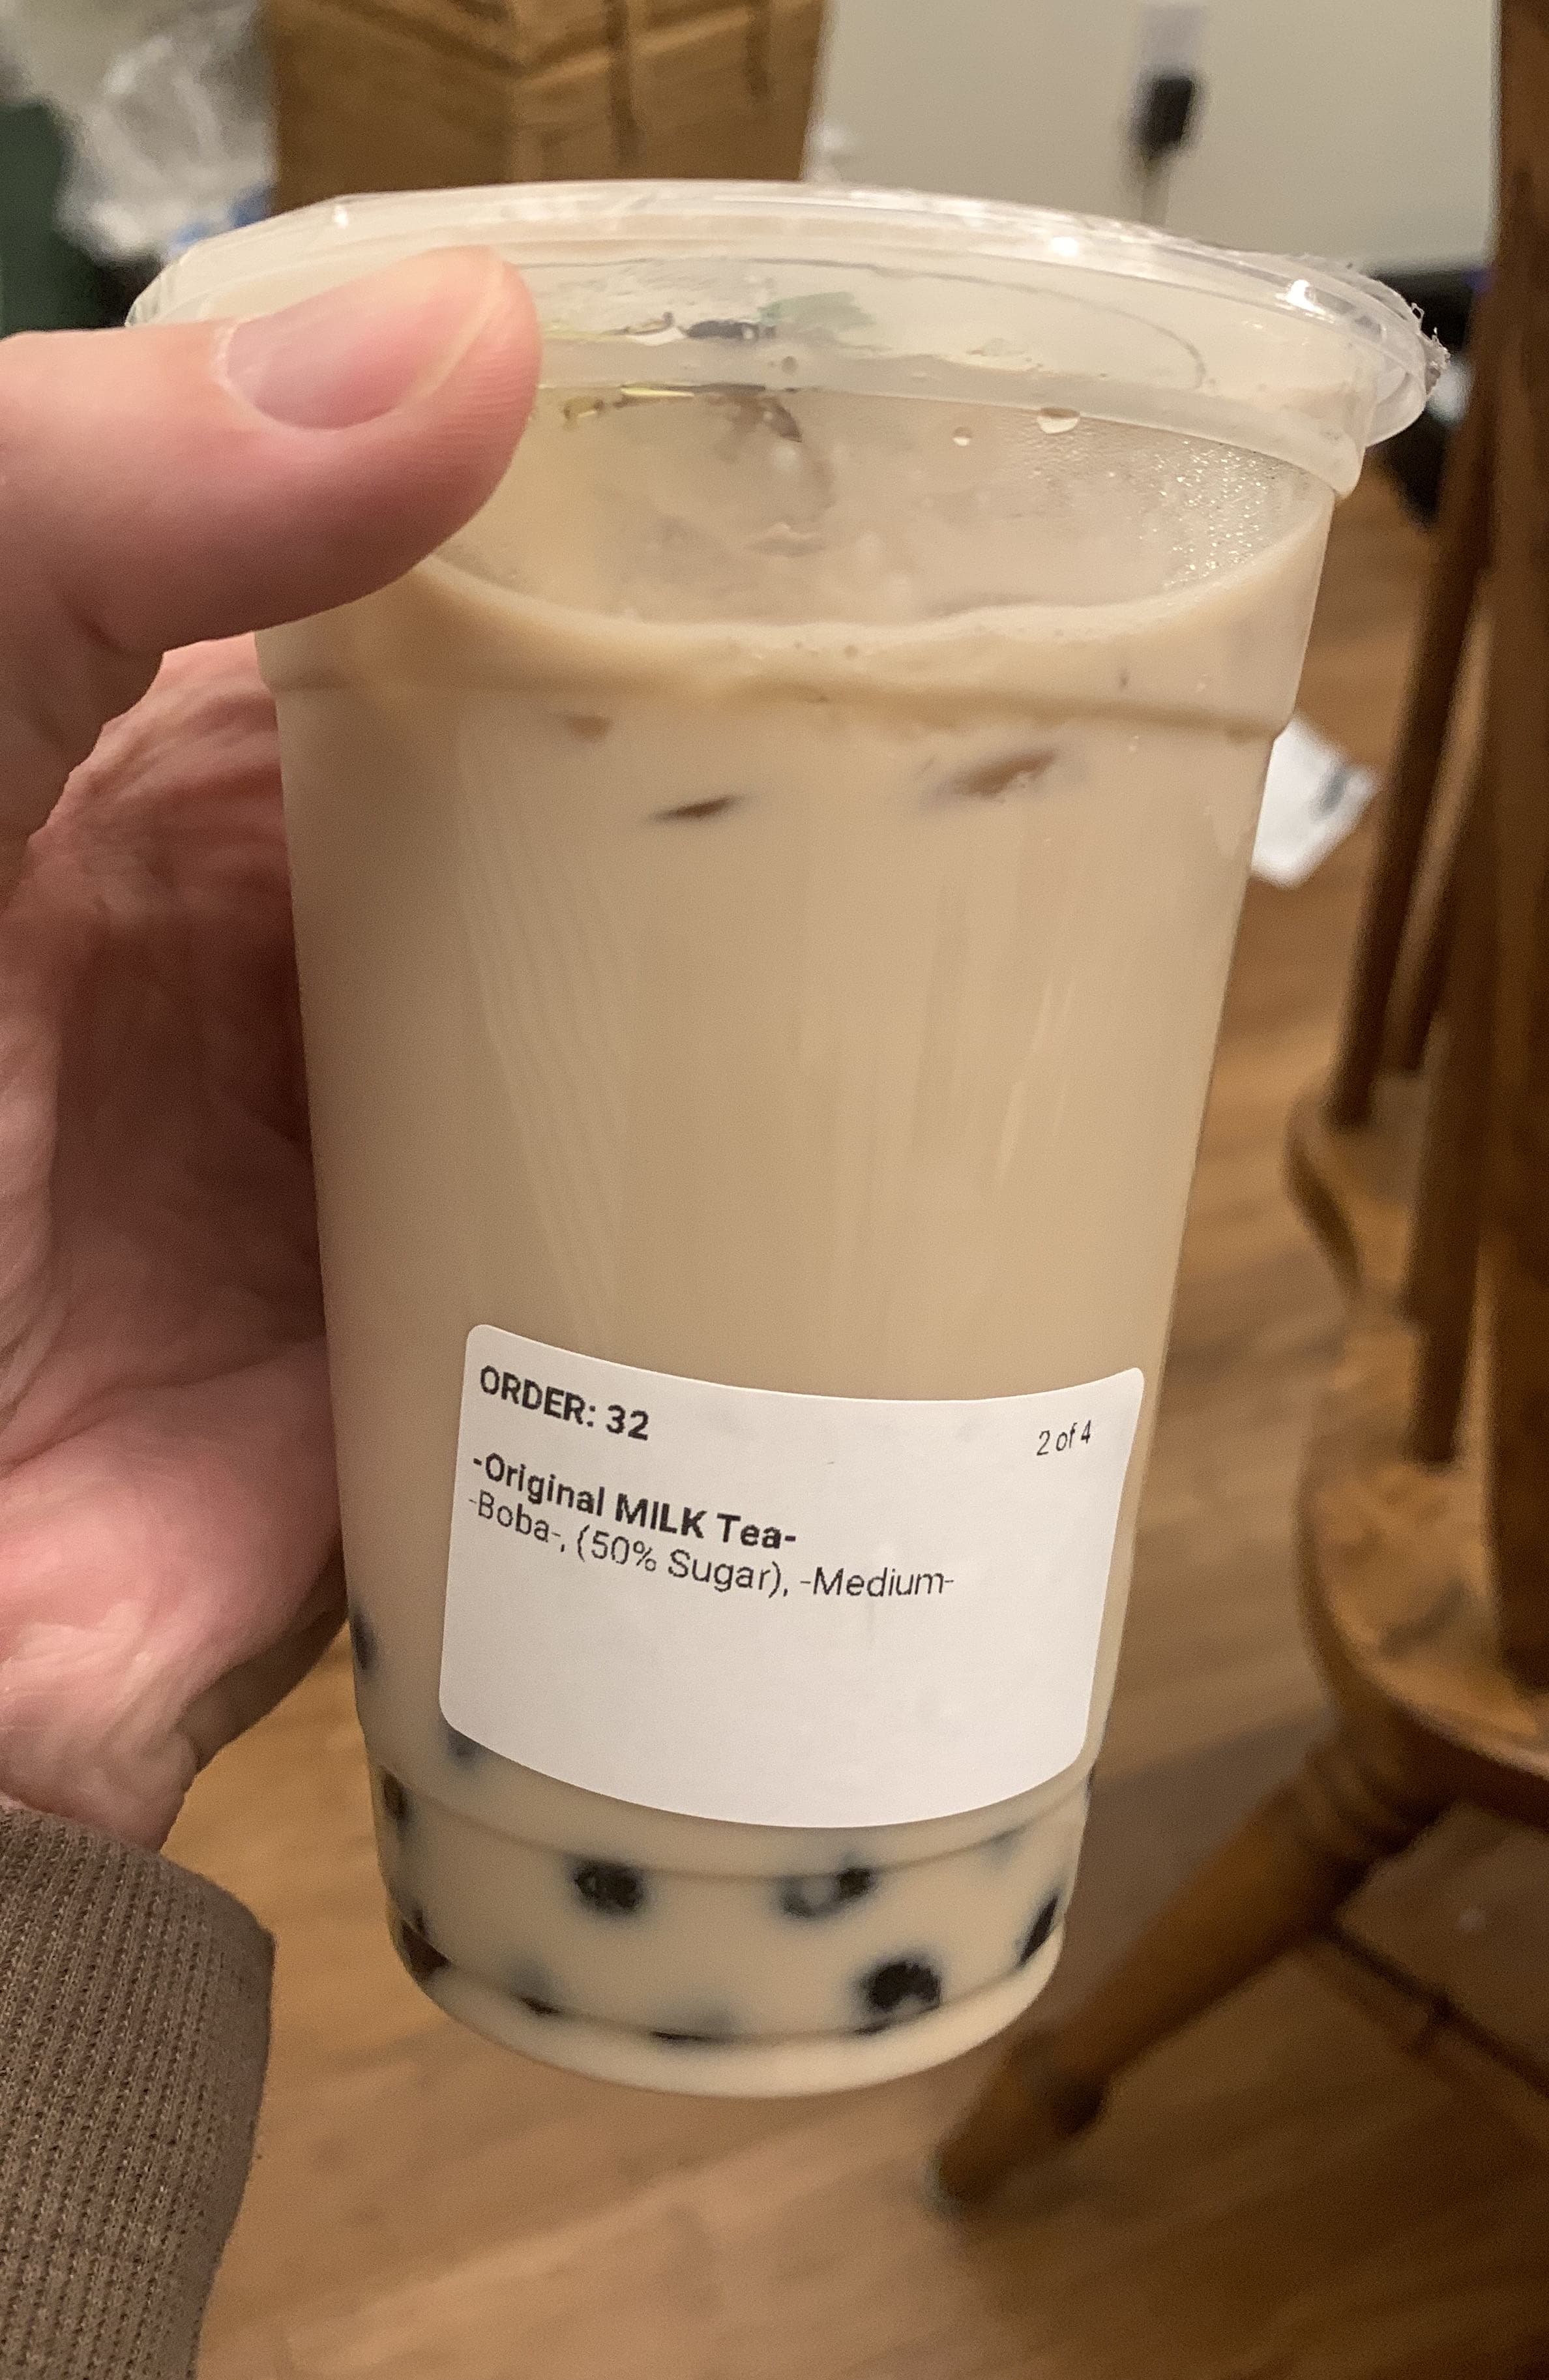 ORDER: 32
2 of 4
-Original MILK Tea-
-Boba-, (50% Sugar), -Medium-